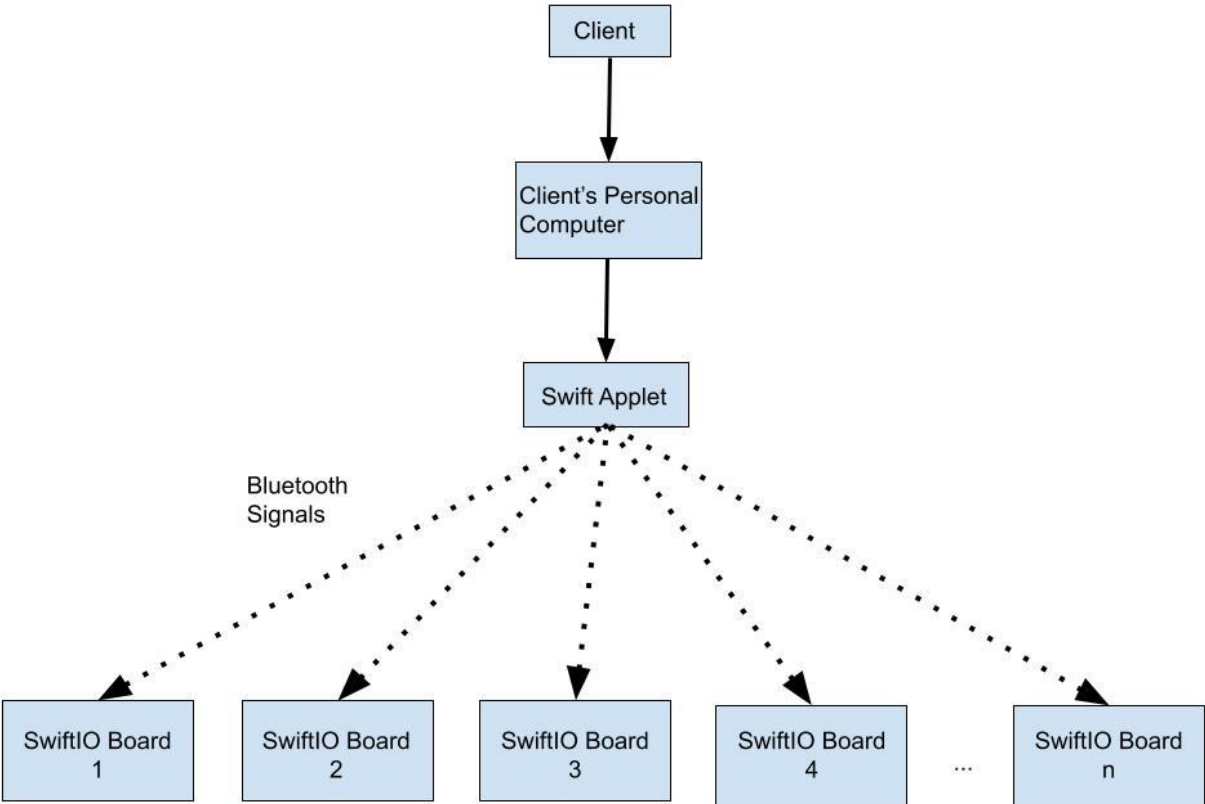 Client
Client's Personal
Computer
Swift Applet
Bluetooth
Signals
SwiftIO Board
1
SwiftIO Board
2
SwiftIO Board
3
SwiftIO Board
4
...
SwiftIO Board
n